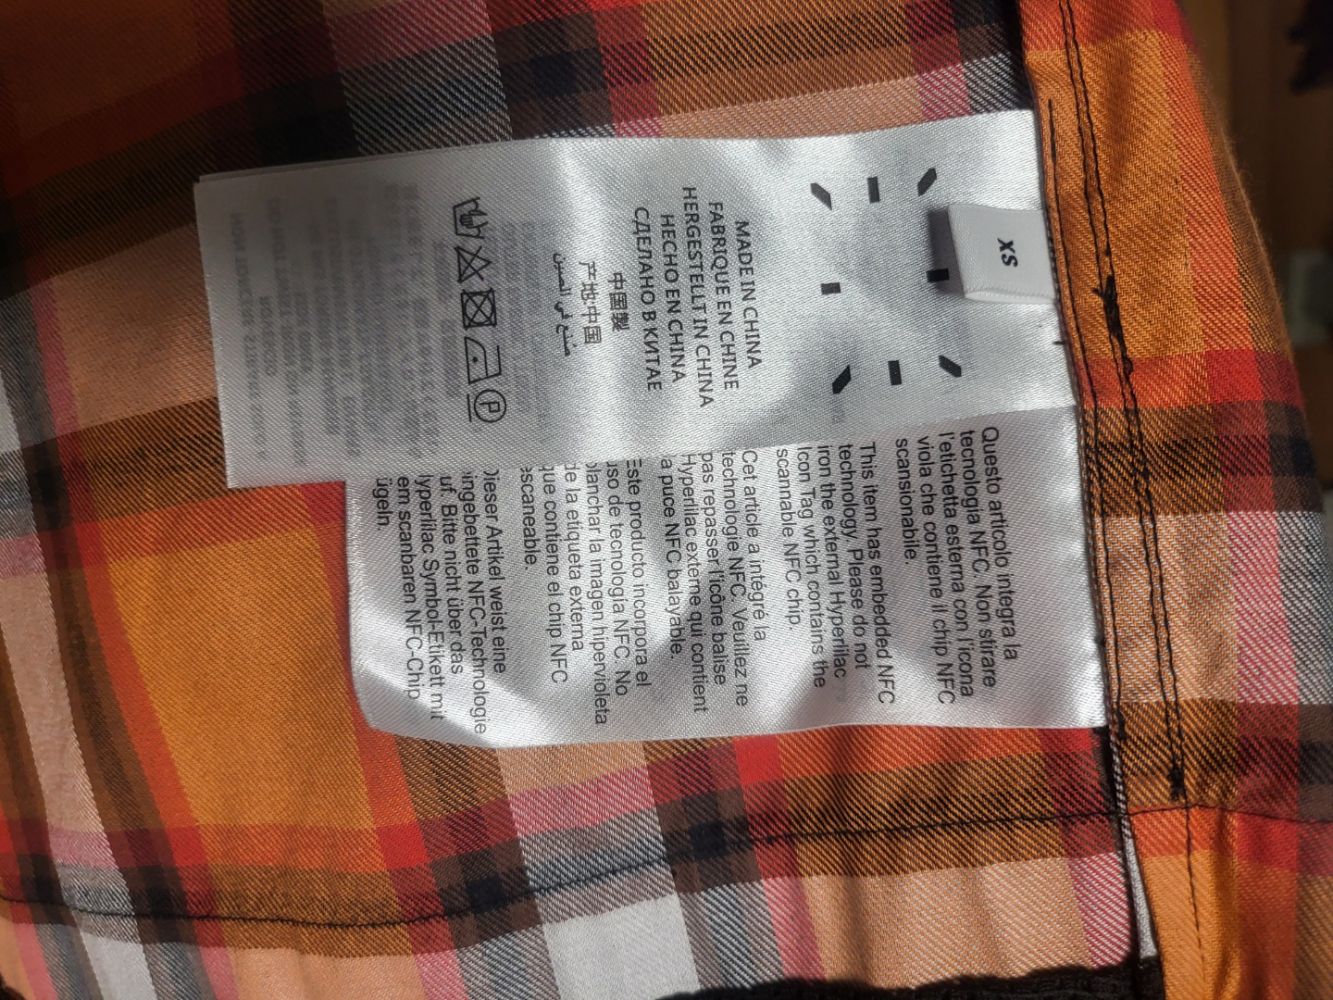 XS
MADE IN CHINA
FABRIQUE EN CHINE
HERGESTELLT IN CHINA
HECHO EN CHINA
СДЕЛАНО В КИТАЕ
中国製
产地:中国
صنع في الصين
P
Questo articolo integra la
tecnologia NFC. Non stirare
l'etichetta esterna con l'icona
viola che contiene il chip NFC
scansionabile.
This item has embedded NFC
technology. Please do not
iron the external Hyperlilac
Icon Tag which contains the
scannable NFC chip.
Cet article a intégré la
technologie NFC. Veuillez ne
pas repasser l'icône balise
Hyperlilac externe qui contient
la puce NFC balayable.
Este producto incorpora el
uso de tecnología NFC. No
planchar la imagen hipervioleta
de la etiqueta externa
que contiene el chip NFC
escaneable.
Dieser Artikel weist eine
eingebettete NFC-Technologie
uf. Bitte nicht über das
Hyperlilac Symbol-Etikett mit
em scanbaren NFC-Chip
ügeln.